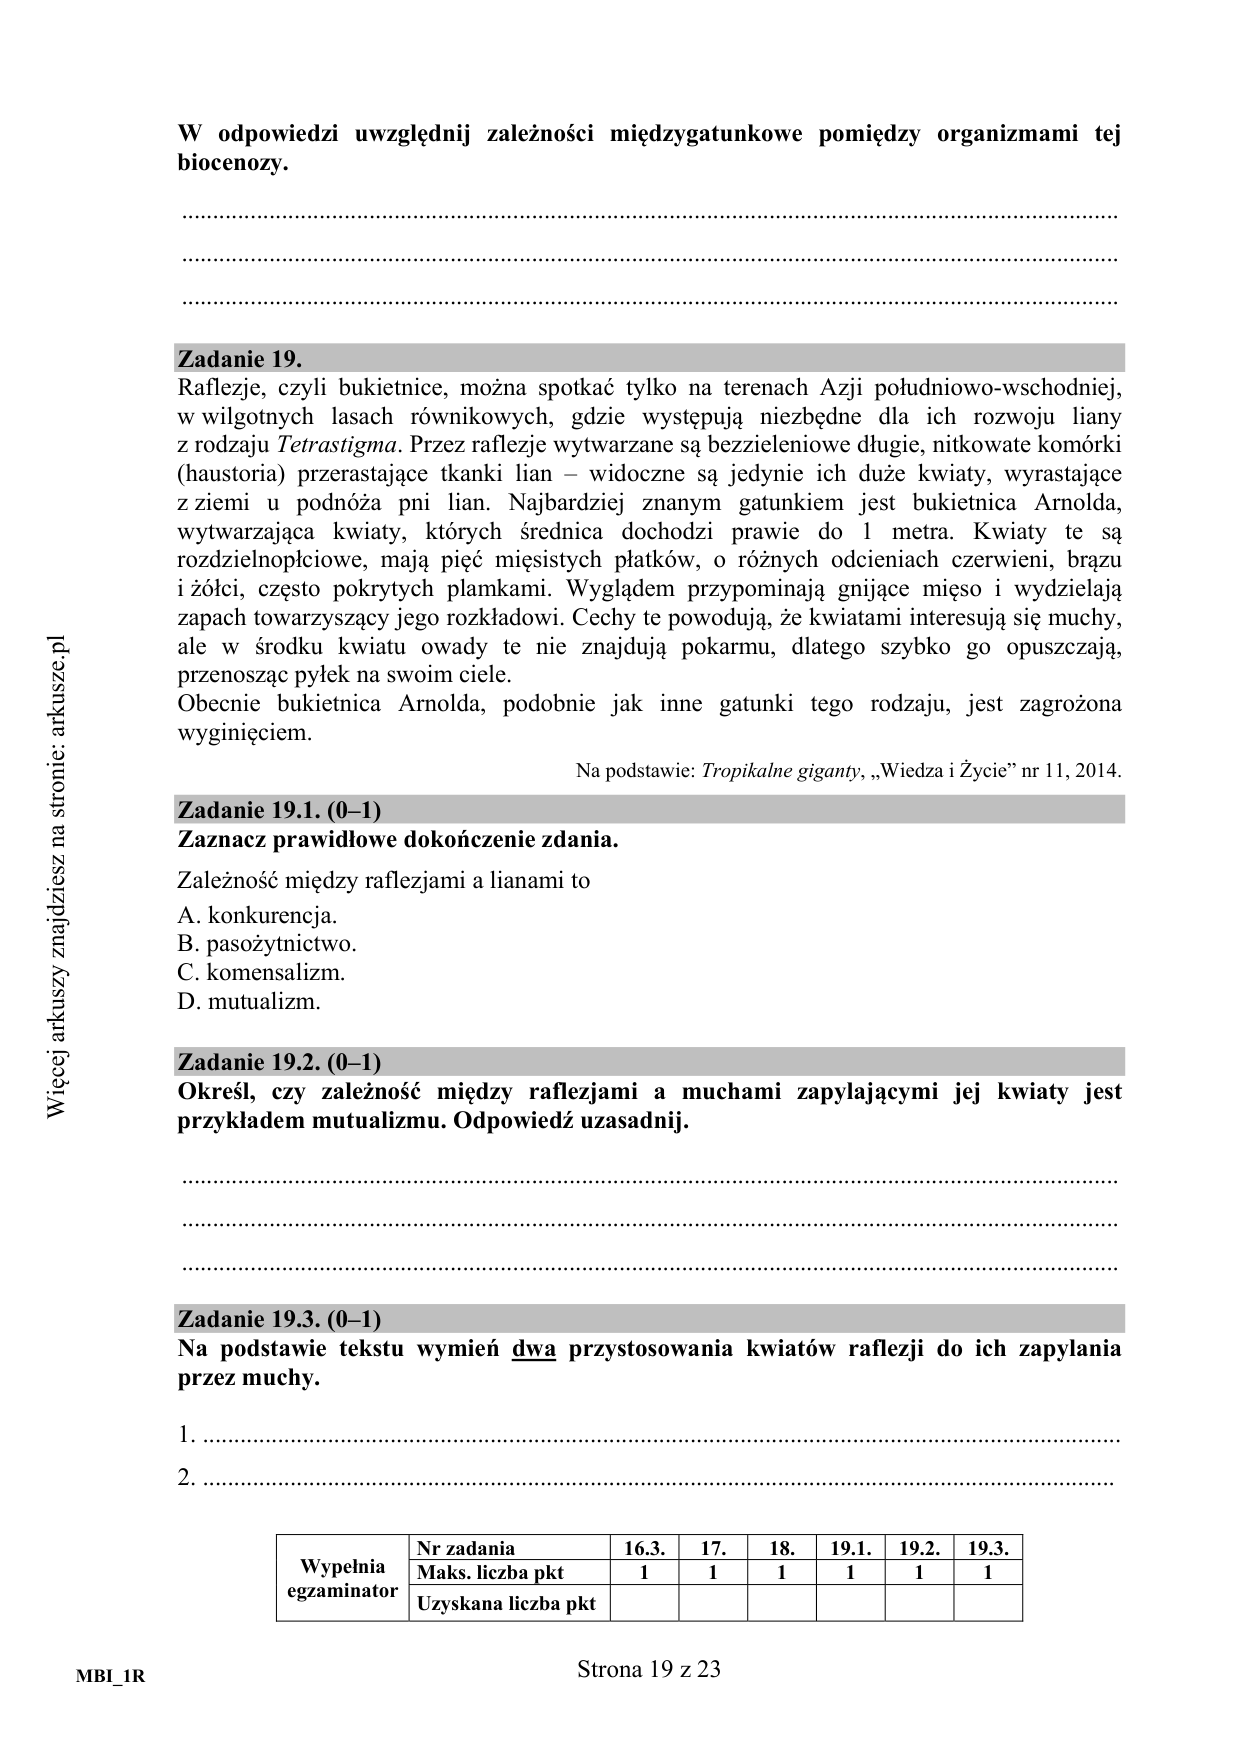 W odpowiedzi uwzględnij zależności międzygatunkowe pomiędzy organizmami tej
biocenozy.
..........................................................................................................................................................
..........................................................................................................................................................
..........................................................................................................................................................
Zadanie 19.
Raflezje, czyli bukietnice, można spotkać tylko na terenach Azji południowo-wschodniej,
w wilgotnych lasach równikowych, gdzie występują niezbędne dla ich rozwoju liany
z rodzaju Tetrastigma. Przez raflezje wytwarzane są bezzieleniowe długie, nitkowate komórki
(haustoria) przerastające tkanki lian – widoczne są jedynie ich duże kwiaty, wyrastające
z ziemi u podnóża pni lian. Najbardziej znanym gatunkiem jest bukietnica Arnolda,
wytwarzająca kwiaty, których średnica dochodzi prawie do 1 metra. Kwiaty te są
rozdzielnopłciowe, mają pięć mięsistych płatków, o różnych odcieniach czerwieni, brązu
i żółci, często pokrytych plamkami. Wyglądem przypominają gnijące mięso i wydzielają
zapach towarzyszący jego rozkładowi. Cechy te powodują, że kwiatami interesują się muchy,
ale w środku kwiatu owady te nie znajdują pokarmu, dlatego szybko go opuszczają,
przenosząc pyłek na swoim ciele.
Obecnie bukietnica Arnolda, podobnie jak inne gatunki tego rodzaju, jest zagrożona
wyginięciem.
Na podstawie: Tropikalne giganty, „Wiedza i Życie” nr 11, 2014.
Zadanie 19.1. (0–1)
Zaznacz prawidłowe dokończenie zdania.
Zależność między raflezjami a lianami to
A. konkurencja.
B. pasożytnictwo.
C. komensalizm.
D. mutualizm.
Zadanie 19.2. (0–1)
Określ, czy zależność między raflezjami a muchami zapylającymi jej kwiaty jest
przykładem mutualizmu. Odpowiedź uzasadnij.
..........................................................................................................................................................
..........................................................................................................................................................
..........................................................................................................................................................
Zadanie 19.3. (0–1)
Na podstawie tekstu wymień dwa przystosowania kwiatów raflezji do ich zapylania
przez muchy.
1. ......................................................................................................................................................
2. .....................................................................................................................................................
Wypełnia egzaminator
Nr zadania 16.3. 17. 18. 19.1. 19.2. 19.3.
Maks. liczba pkt 1 1 1 1 1 1
Uzyskana liczba pkt
MBI_1R
Strona 19 z 23
Więcej arkuszy znajdziesz na stronie: arkusze.pl